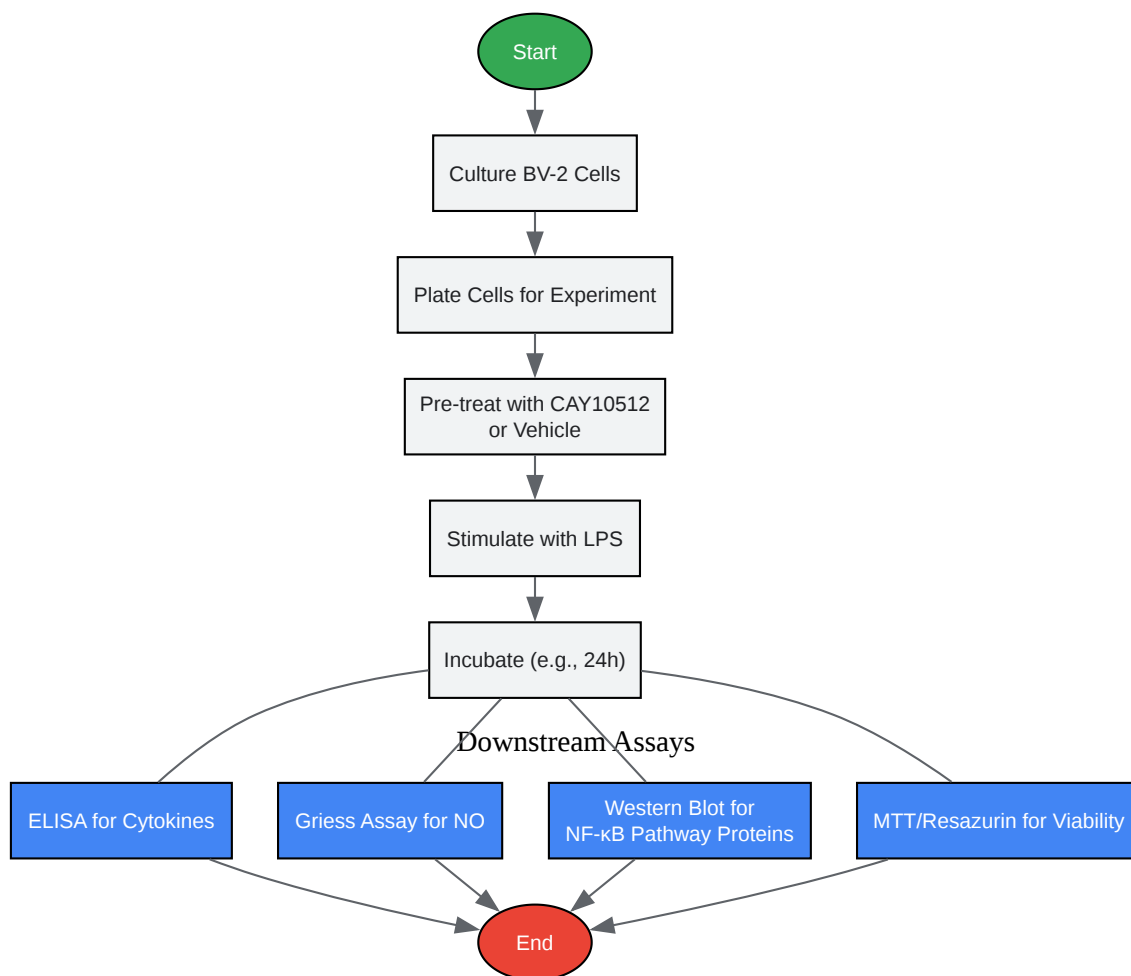 Start
Culture BV-2 Cells
Plate Cells for Experiment
Pre-treat with CAY10512
or Vehicle
Stimulate with LPS
Incubate (e.g., 24h)
Downstream Assays
ELISA for Cytokines
Griess Assay for NO
Western Blot for
NF-κB Pathway Proteins
MTT/Resazurin for Viability
End